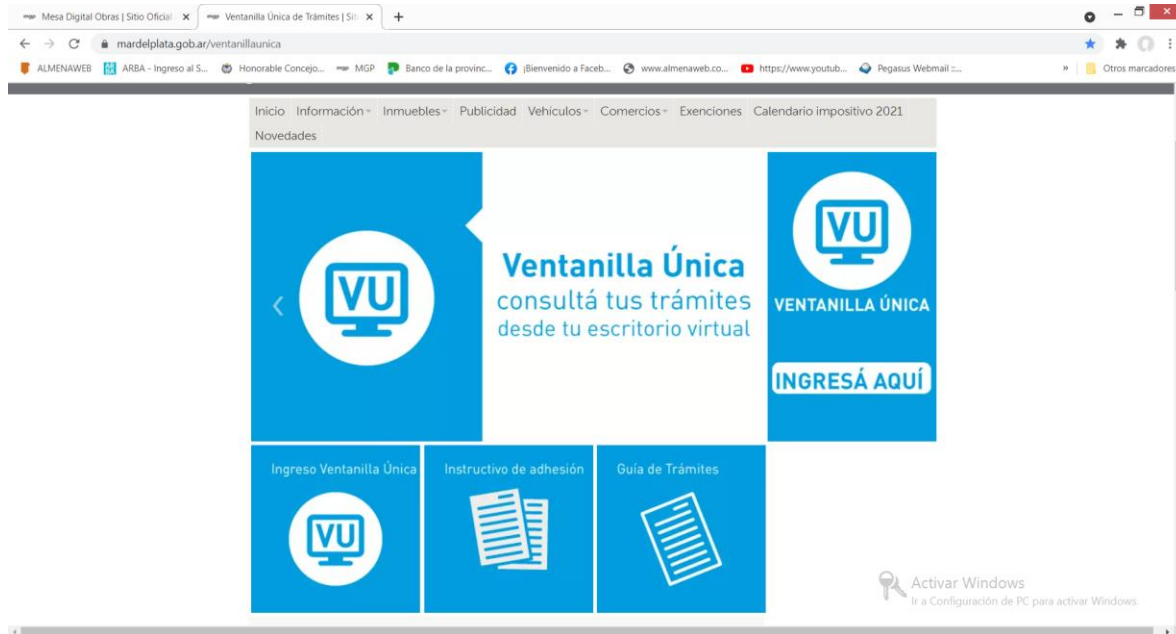 Mesa Digital Obras | Sitio Oficial
Ventanilla Única de Trámites | Sit
mardelplata.gob.ar/ventanillaunica
ALMENAWEB ARBA - Ingreso al S... Honorable Concejo... MGP Banco de la provinc... ¡Bienvenido a Faceb... www.almenaweb.co... https://www.youtub... Pegasus Webmail ::... » Otros marcadores
Inicio Información Inmuebles Publicidad Vehículos Comercios Exenciones Calendario impositivo 2021
Novedades
VU
Ventanilla Única
consultá tus trámites
desde tu escritorio virtual
VU
VENTANILLA ÚNICA
INGRESÁ AQUÍ
Ingreso Ventanilla Única
VU
Instructivo de adhesión
Guía de Trámites
Activar Windows
Ir a Configuración de PC para activar Windows.